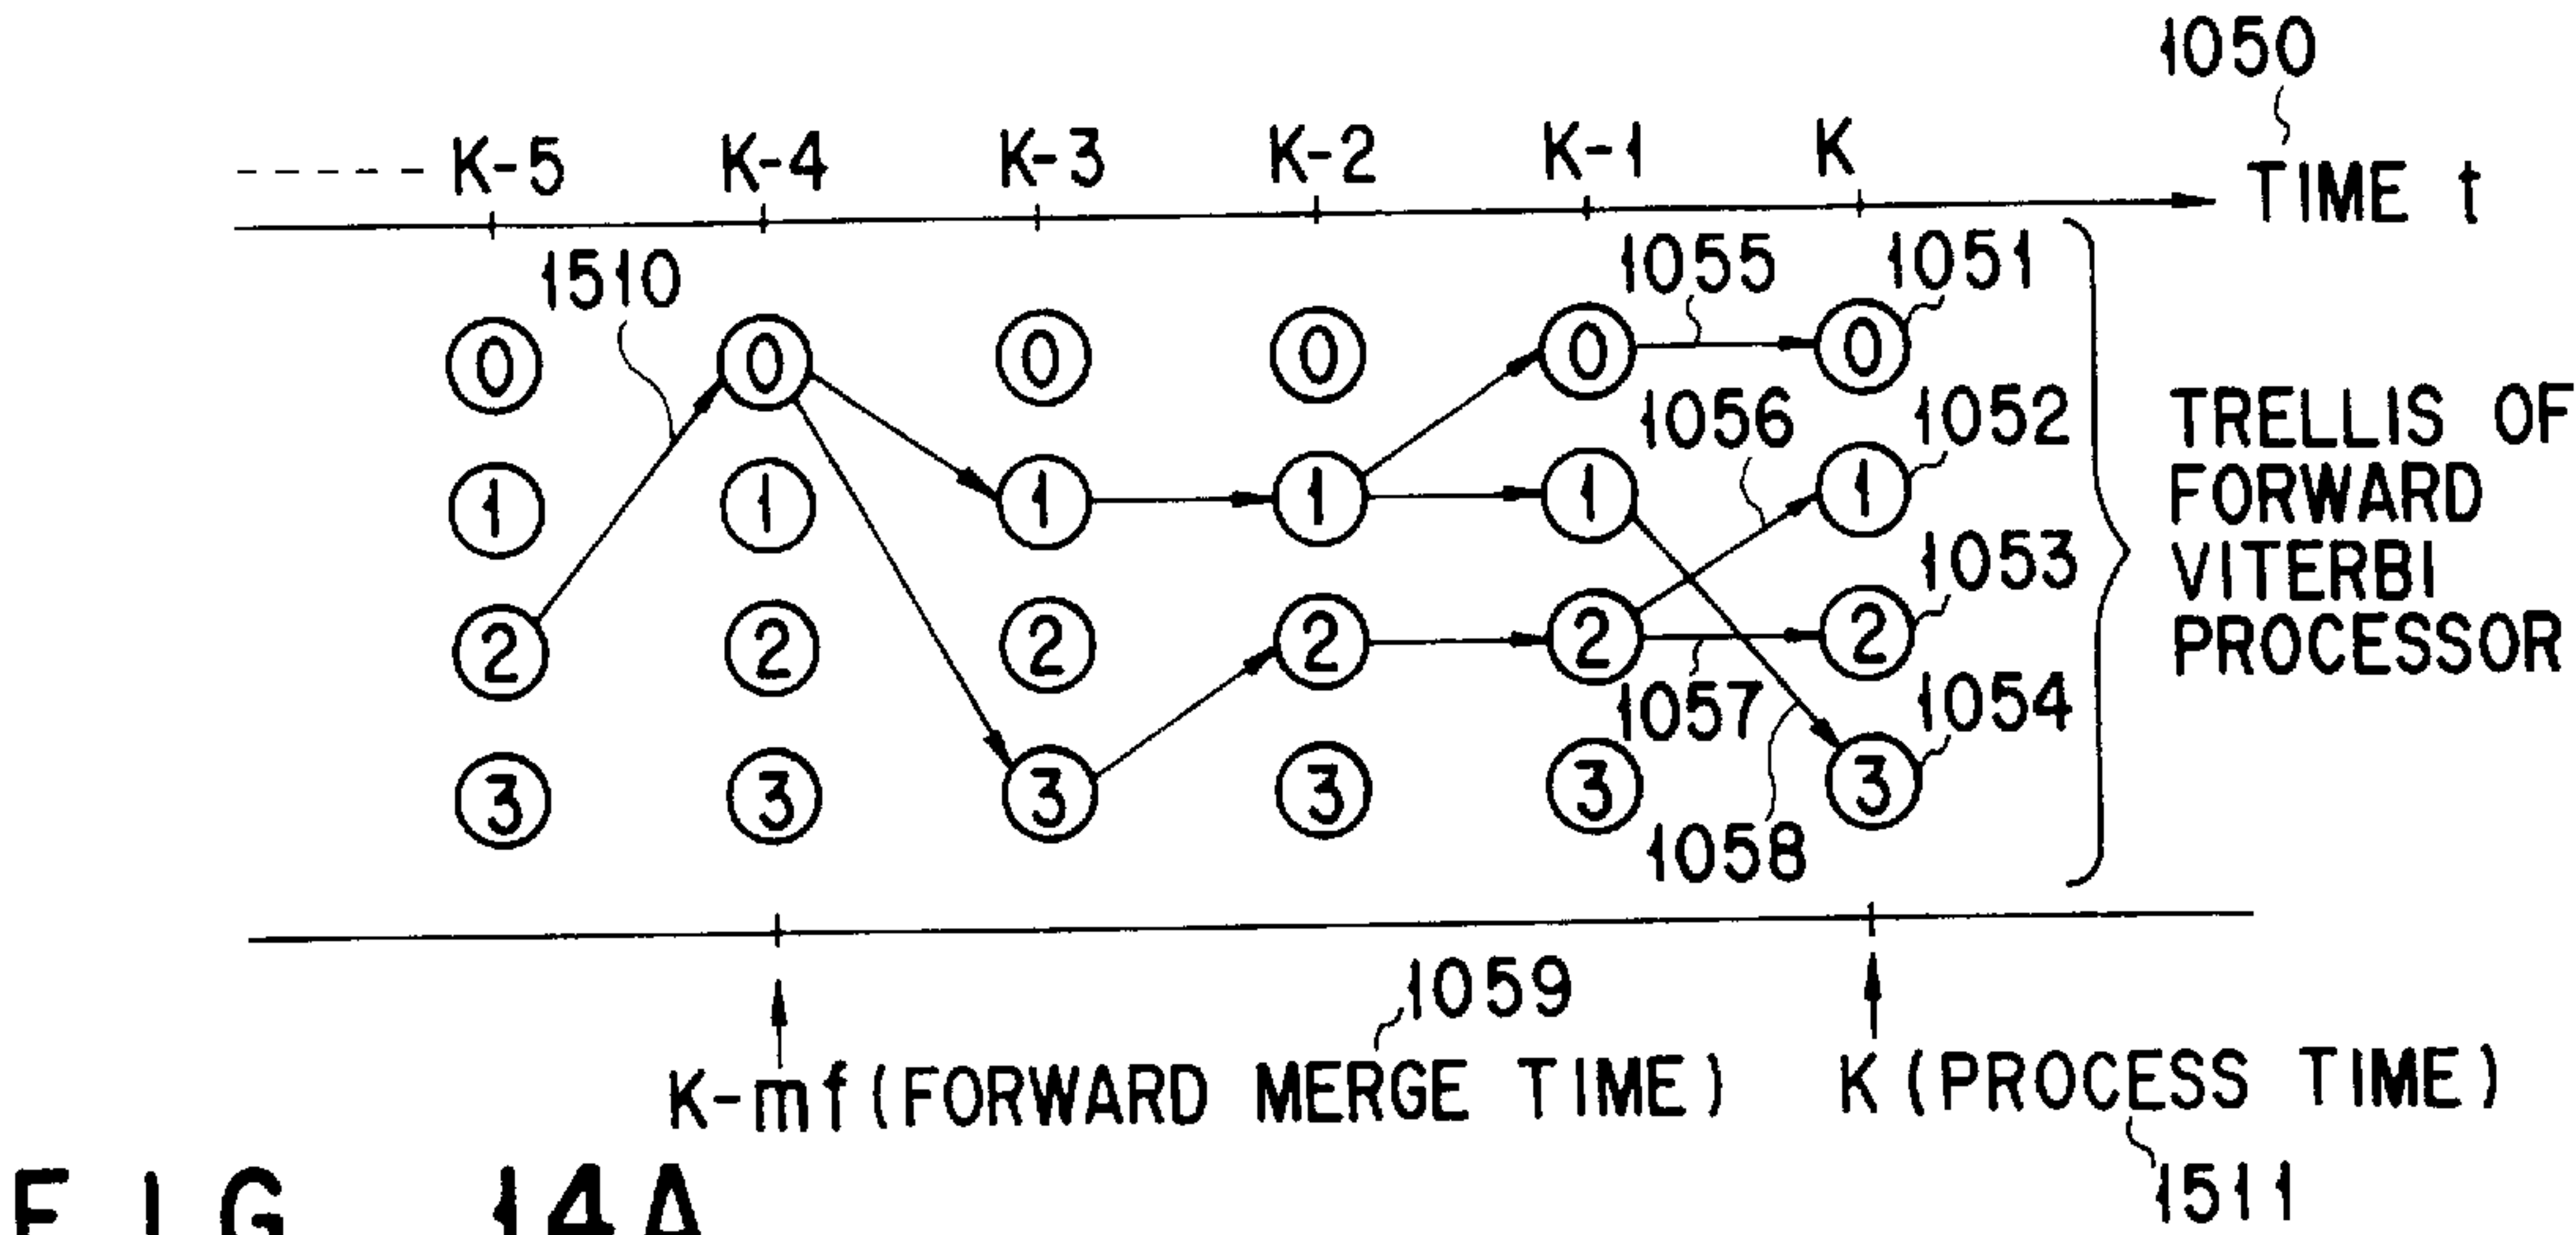 1050
K-5 K-4 K-3 K-2 K-1 K
TIME t
1510 1055 1051
0 0 0 0 0 0
1056 1052
1 1 1 1 1 1
1053
2 2 2 2 2 2
1057 1054
3 3 3 3 3 3
1058
TRELLIS OF
FORWARD
VITERBI
PROCESSOR
1059
K-mf (FORWARD MERGE TIME) K (PROCESS TIME)
1511
FIG. 14A